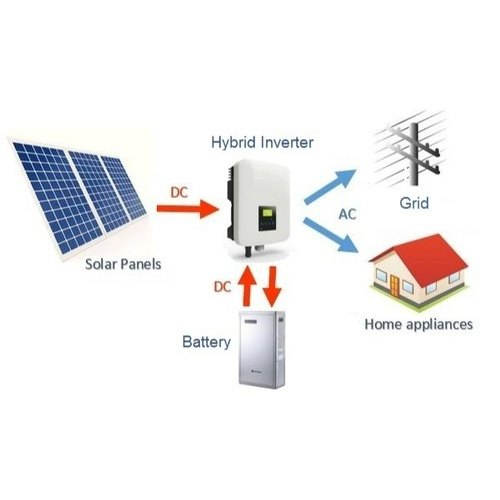 Hybrid Inverter
DC
Grid
AC
Solar Panels
DC
Battery
Home appliances